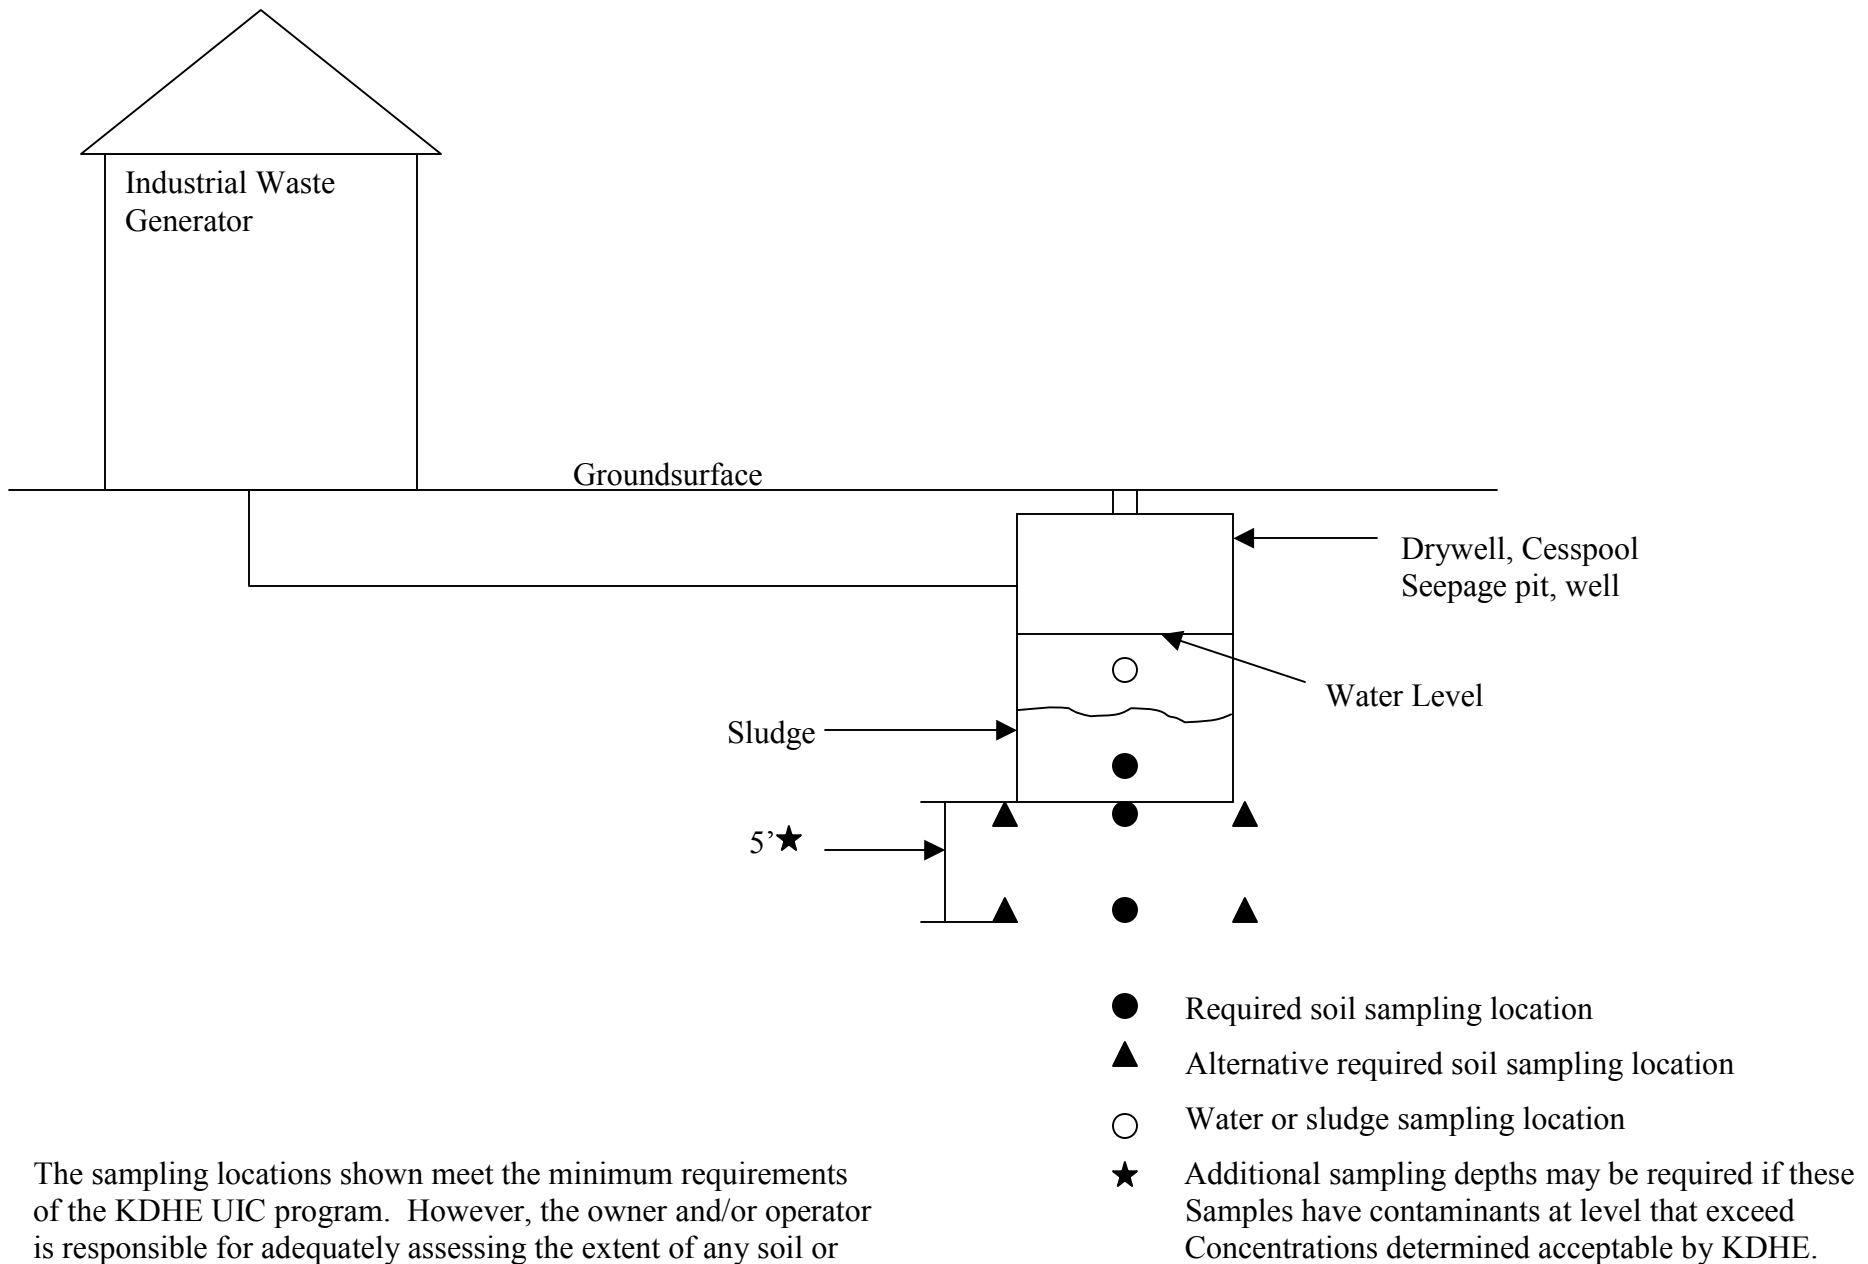 Industrial Waste
Generator
Groundsurface
Drywell, Cesspool
Seepage pit, well
Water Level
Sludge
5’★
Required soil sampling location
Alternative required soil sampling location
Water or sludge sampling location
Additional sampling depths may be required if these
Samples have contaminants at level that exceed
Concentrations determined acceptable by KDHE.
The sampling locations shown meet the minimum requirements
of the KDHE UIC program.  However, the owner and/or operator
is responsible for adequately assessing the extent of any soil or